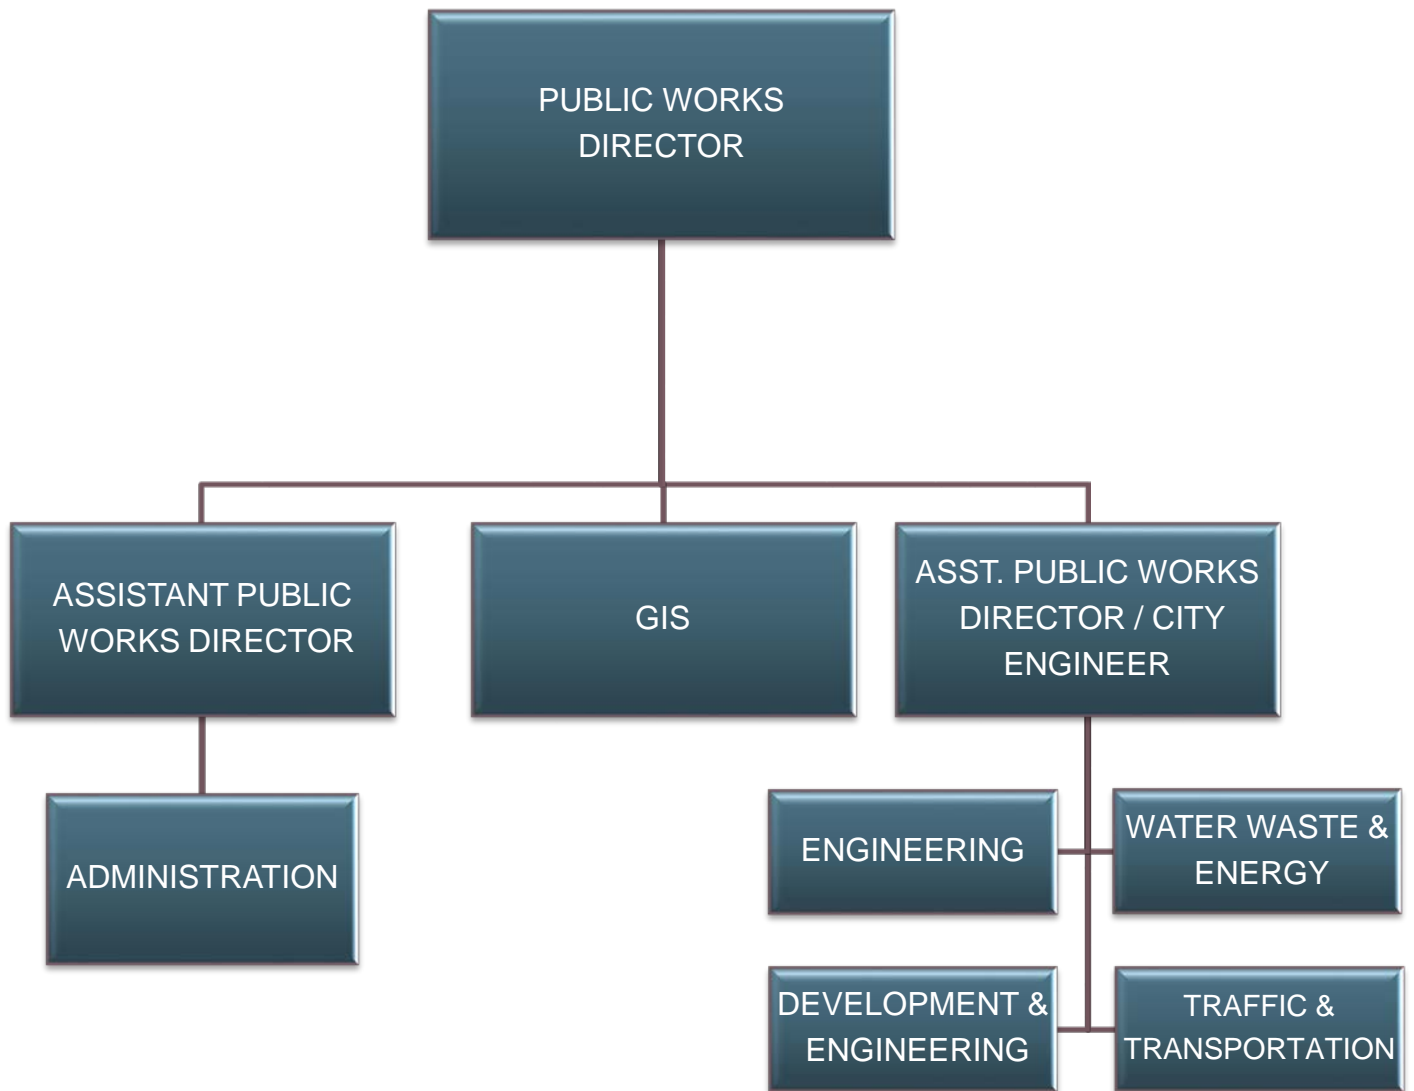 PUBLIC WORKS
DIRECTOR
ASSISTANT PUBLIC
WORKS DIRECTOR
GIS
ASST. PUBLIC WORKS
DIRECTOR / CITY
ENGINEER
ADMINISTRATION
ENGINEERING
WATER WASTE &
ENERGY
DEVELOPMENT &
ENGINEERING
TRAFFIC &
TRANSPORTATION